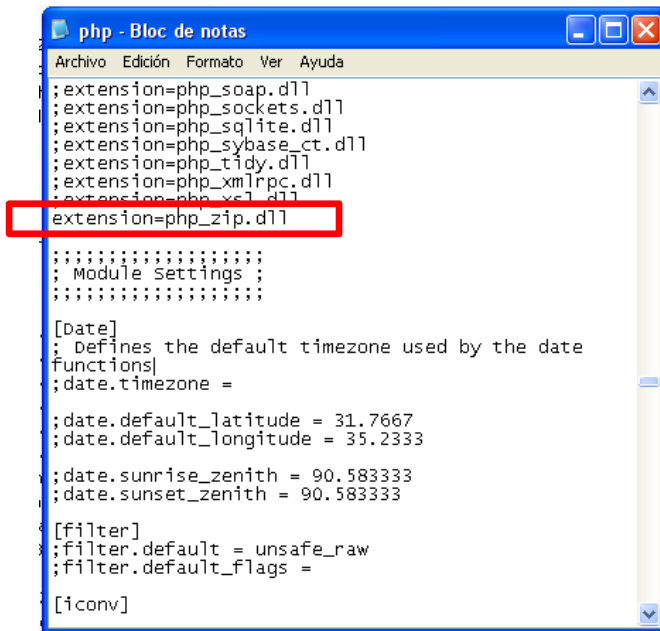 php - Bloc de notas
Archivo Edición Formato Ver Ayuda
;extension=php_soap.dll
;extension=php_sockets.dll
;extension=php_sqlite.dll
;extension=php_sybase_ct.dll
;extension=php_tidy.dll
;extension=php_xmlrpc.dll
;extension=php_xsl.dll
extension=php_zip.dll
;;;;;;;;;;;;;;;;;;;
; Module Settings ;
;;;;;;;;;;;;;;;;;;;
[Date]
; Defines the default timezone used by the date
functions
;date.timezone =
;date.default_latitude = 31.7667
;date.default_longitude = 35.2333
;date.sunrise_zenith = 90.583333
;date.sunset_zenith = 90.583333
[filter]
;filter.default = unsafe_raw
;filter.default_flags =
[iconv]